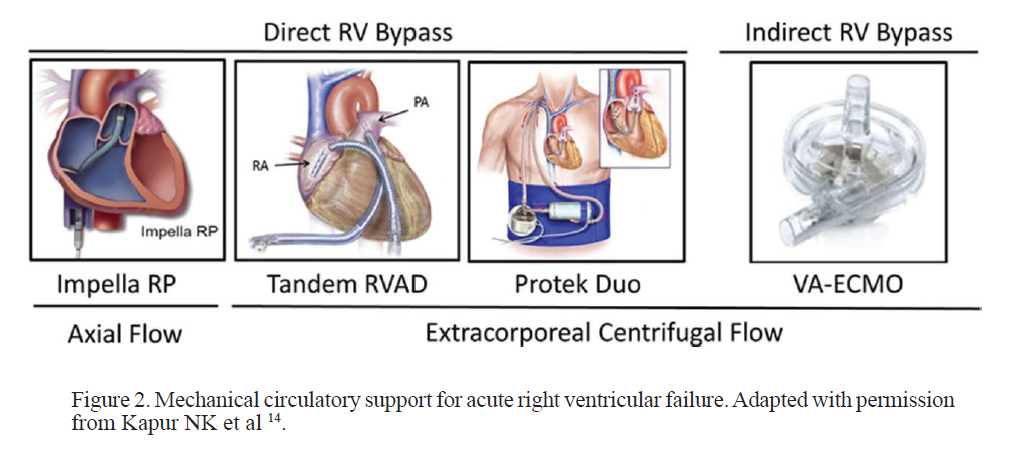 Direct RV Bypass
Indirect RV Bypass
PA
RA
Impella RP
Impella RP
Tandem RVAD
Protek Duo
VA-ECMO
Axial Flow
Extracorporeal Centrifugal Flow
Figure 2. Mechanical circulatory support for acute right ventricular failure. Adapted with permission
from Kapur NK et al 14.